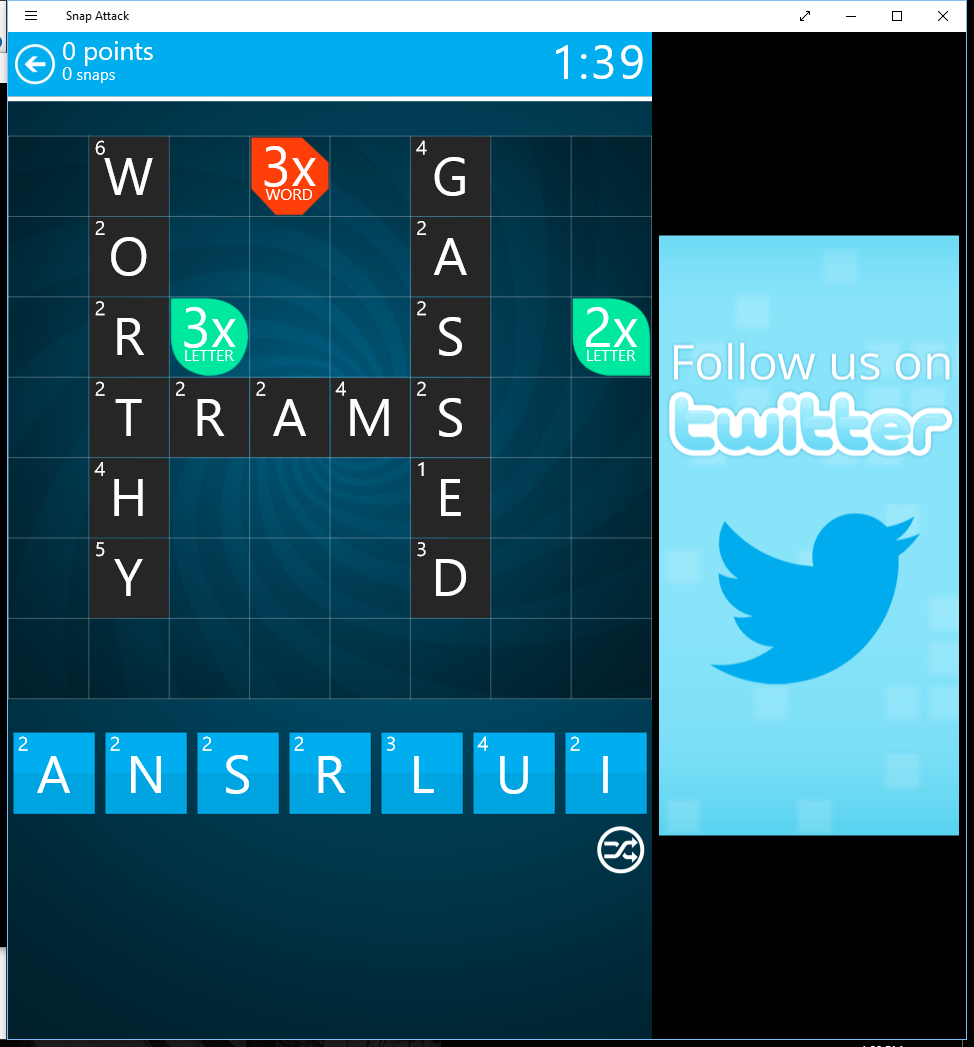 Snap Attack
0 points
0 snaps
1:39
6 W 3x WORD 4 G
2 O 2 A
2 R 3x LETTER 2 S 2x LETTER
2 T 2 R 2 A 4 M 2 S
4 H 1 E
5 Y 3 D
2 A 2 N 2 S 2 R 3 L 4 U 2 I
Follow us on
twitter